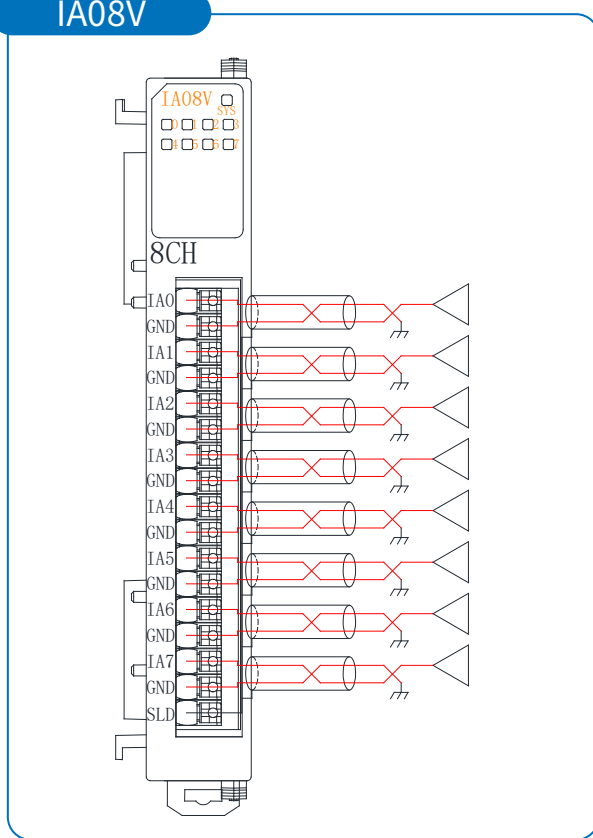 IA08V
IA08V
SYS
0 1 2 3
4 5 6 7
8CH
IA0
GND
IA1
GND
IA2
GND
IA3
GND
IA4
GND
IA5
GND
IA6
GND
IA7
GND
SLD